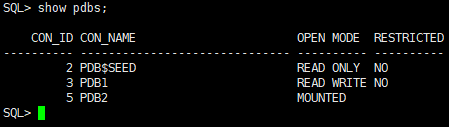 SQL> show pdbs;
CON_ID CON_NAME OPEN MODE RESTRICTED
---------- ------------------------------ ---------- ----------
2 PDB$SEED READ ONLY NO
3 PDB1 READ WRITE NO
5 PDB2 MOUNTED
SQL>